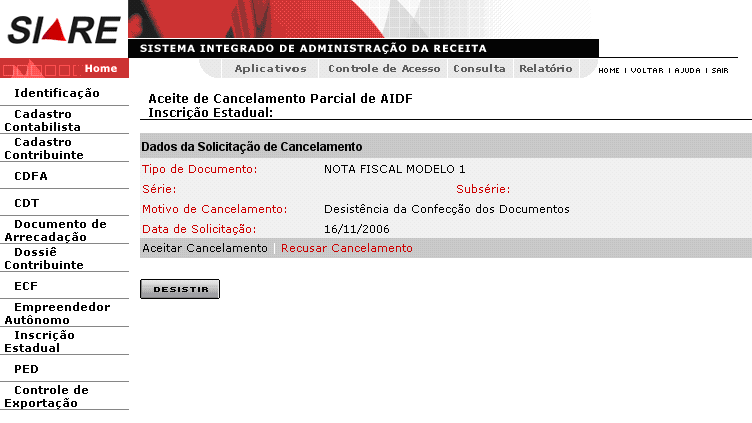 SIARE
SISTEMA INTEGRADO DE ADMINISTRAÇÃO DA RECEITA
Home
Aplicativos Controle de Acesso Consulta Relatório
HOME | VOLTAR | AJUDA | SAIR
Identificação
Cadastro
Contabilista
Cadastro
Contribuinte
CDFA
CDT
Documento de
Arrecadação
Dossiê
Contribuinte
ECF
Empreendedor
Autônomo
Inscrição
Estadual
PED
Controle de
Exportação
Aceite de Cancelamento Parcial de AIDF
Inscrição Estadual:
Dados da Solicitação de Cancelamento
Tipo de Documento: NOTA FISCAL MODELO 1
Série: Subsérie:
Motivo de Cancelamento: Desistência da Confecção dos Documentos
Data de Solicitação: 16/11/2006
Aceitar Cancelamento | Recusar Cancelamento
DESISTIR